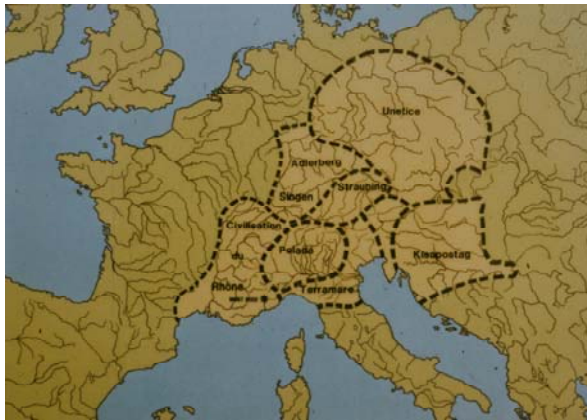 Unetice
Adlerberg
Straubing
Singen
Civilisation
Polada
du
Kisapostag
Rhône
Terramare